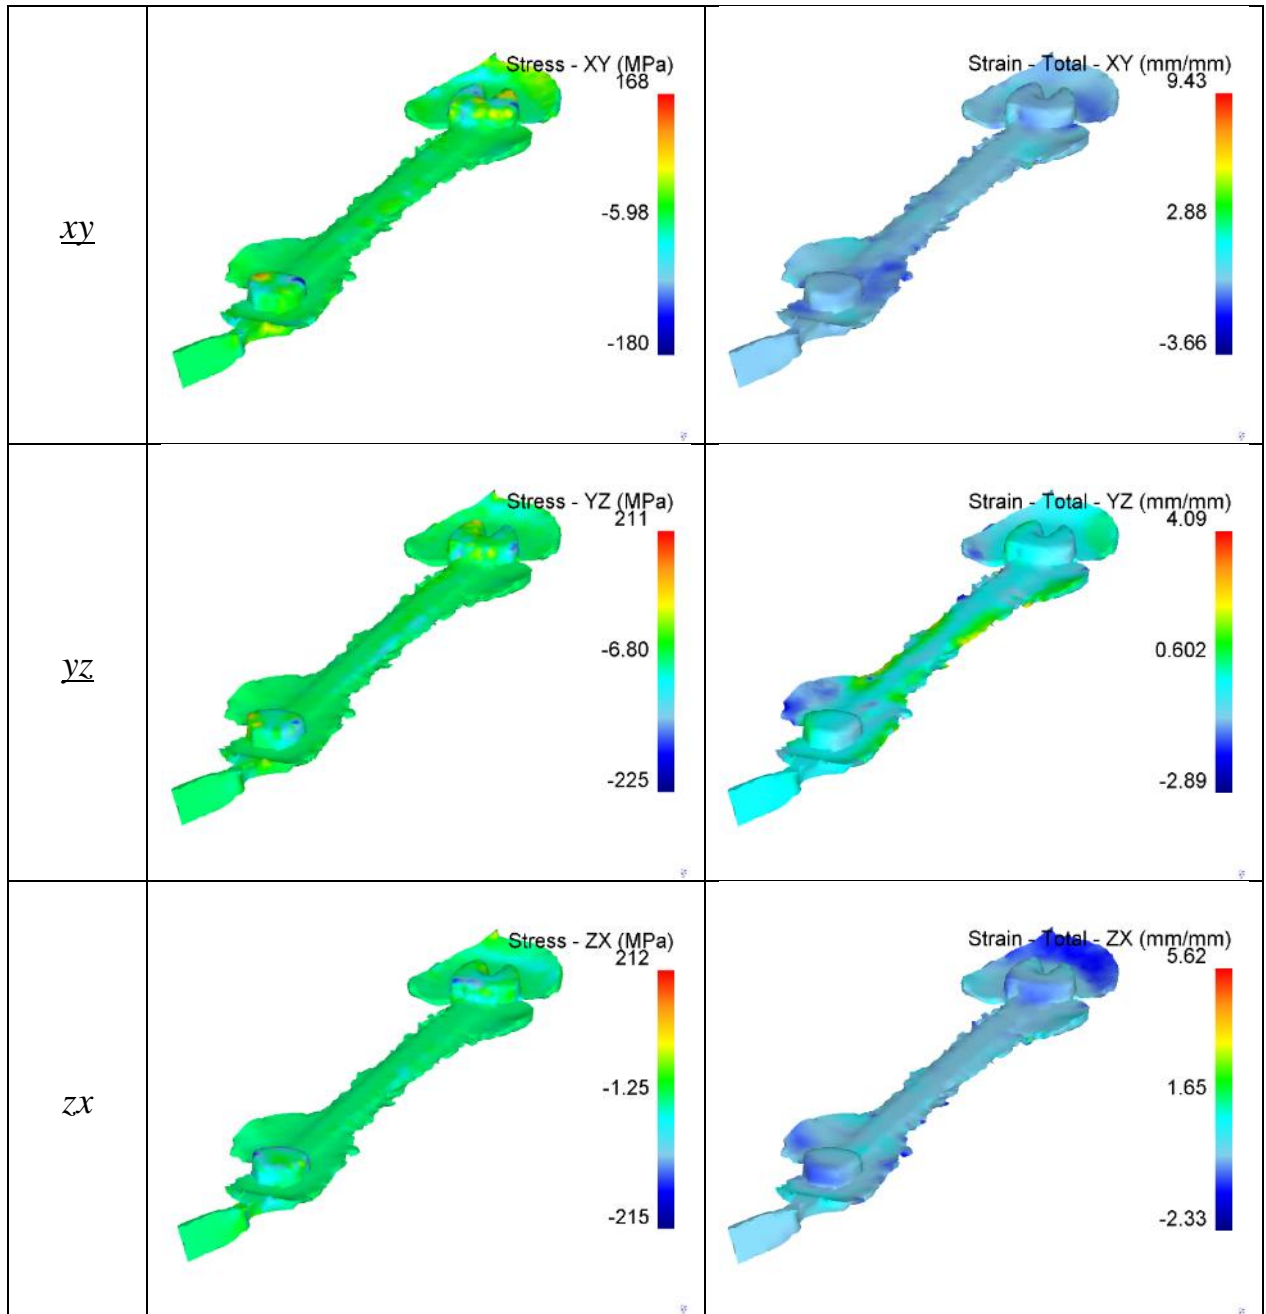 Stress - XY (MPa)
168
-5.98
-180
Strain - Total - XY (mm/mm)
9.43
2.88
-3.66
xy
Stress - YZ (MPa)
211
-6.80
-225
Strain - Total - YZ (mm/mm)
4.09
0.602
-2.89
yz
Stress - ZX (MPa)
212
-1.25
-215
Strain - Total - ZX (mm/mm)
5.62
1.65
-2.33
zx